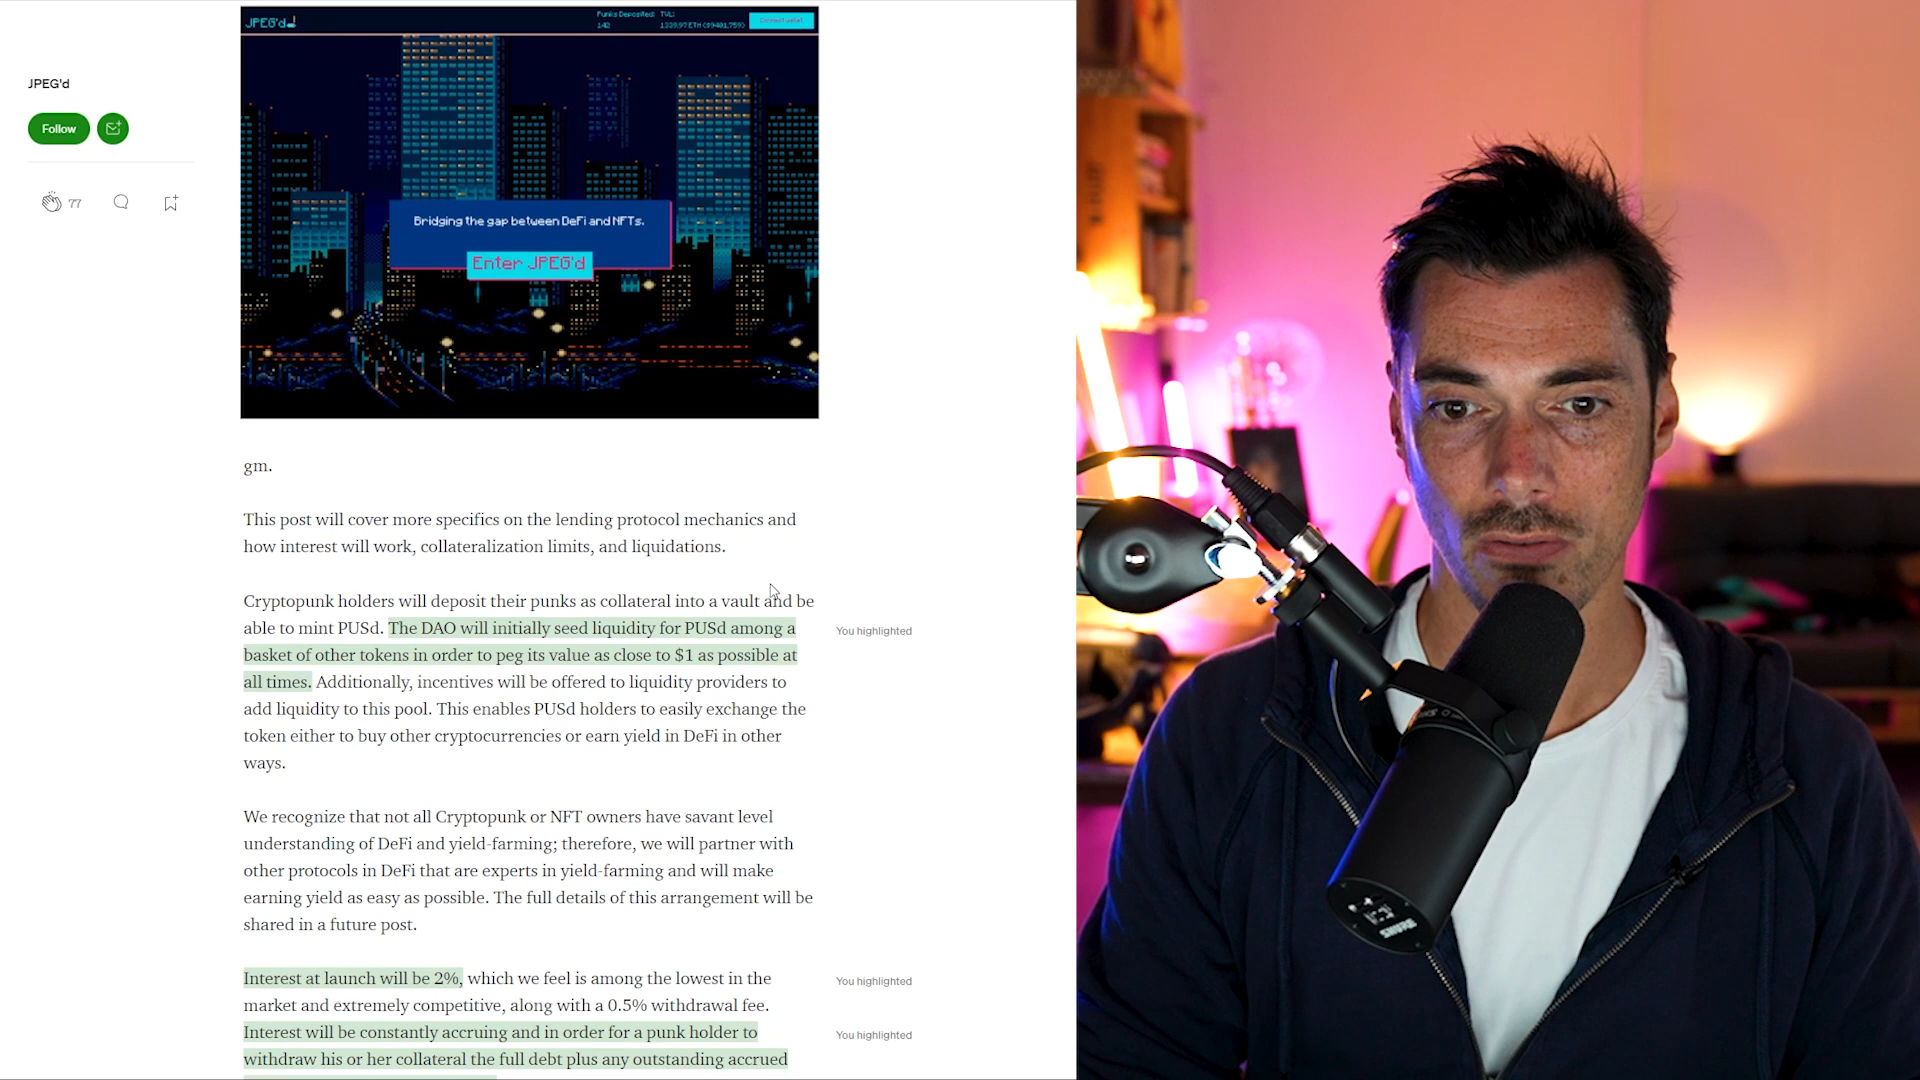 JPEG'd
Punks Deposited: TVL:
142
Connect wallet
JPEG'd
Follow
77
Bridging the gap between DeFi and NFTs.
Enter JPEG'd
gm.
This post will cover more specifics on the lending protocol mechanics and
how interest will work, collateralization limits, and liquidations.
Cryptopunk holders will deposit their punks as collateral into a vault and be
able to mint PUSd. The DAO will initially seed liquidity for PUSd among a
You highlighted
basket of other tokens in order to peg its value as close to $1 as possible at
all times. Additionally, incentives will be offered to liquidity providers to
add liquidity to this pool. This enables PUSd holders to easily exchange the
token either to buy other cryptocurrencies or earn yield in DeFi in other
ways.
We recognize that not all Cryptopunk or NFT owners have savant level
understanding of DeFi and yield-farming; therefore, we will partner with
other protocols in DeFi that are experts in yield-farming and will make
earning yield as easy as possible. The full details of this arrangement will be
shared in a future post.
Interest at launch will be 2%, which we feel is among the lowest in the
You highlighted
market and extremely competitive, along with a 0.5% withdrawal fee.
Interest will be constantly accruing and in order for a punk holder to
You highlighted
withdraw his or her collateral the full debt plus any outstanding accrued